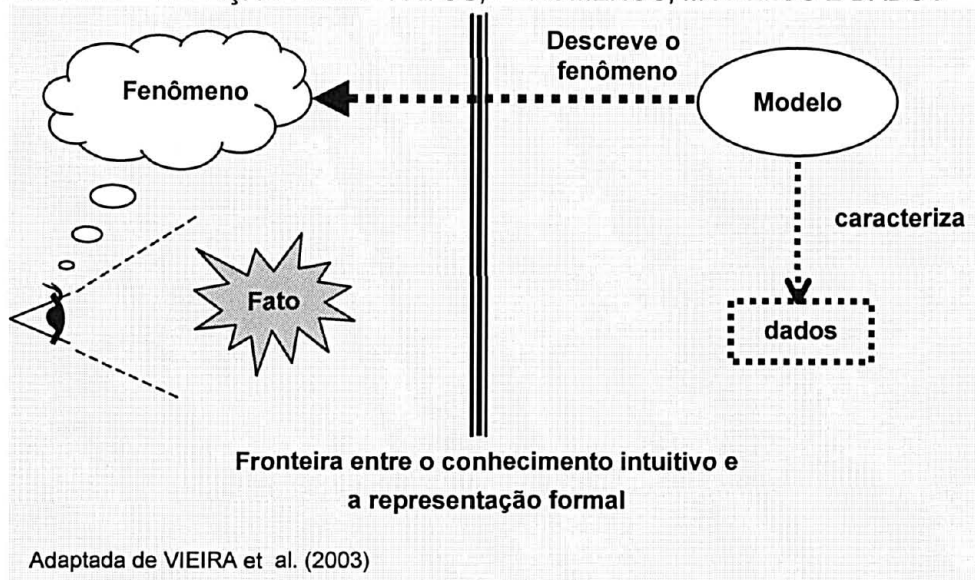 Descreve o
fenômeno
Fenômeno
Modelo
caracteriza
Fato
dados
Fronteira entre o conhecimento intuitivo e
a representação formal
Adaptada de VIEIRA et al. (2003)